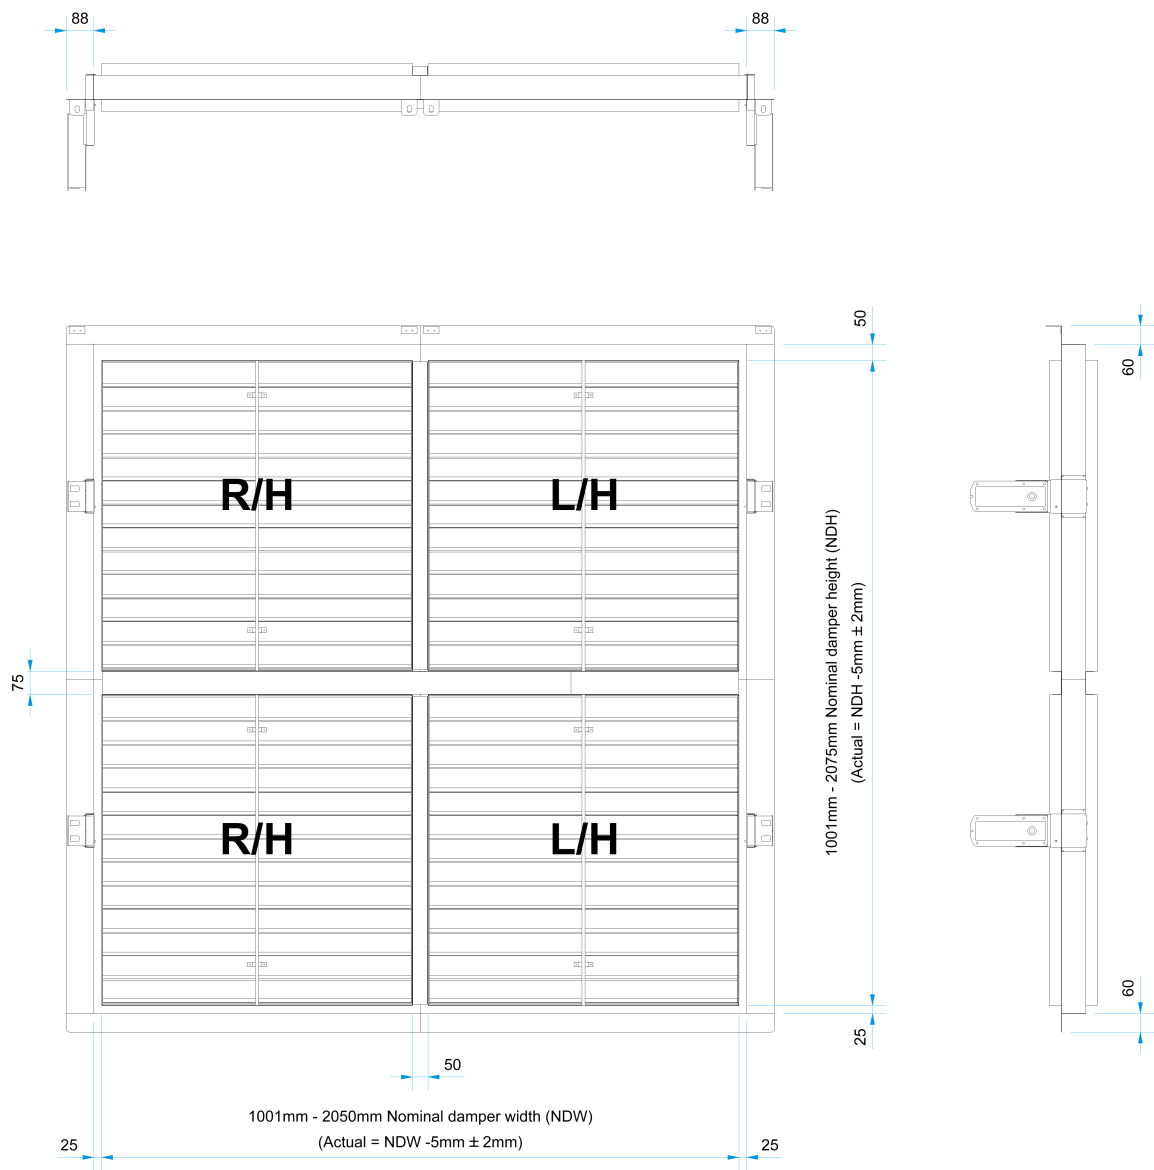 88
88
50
60
R/H
L/H
1001mm - 2075mm Nominal damper height (NDH)
(Actual = NDH -5mm ± 2mm)
75
R/H
L/H
60
25
50
1001mm - 2050mm Nominal damper width (NDW)
(Actual = NDW -5mm ± 2mm)
25
25